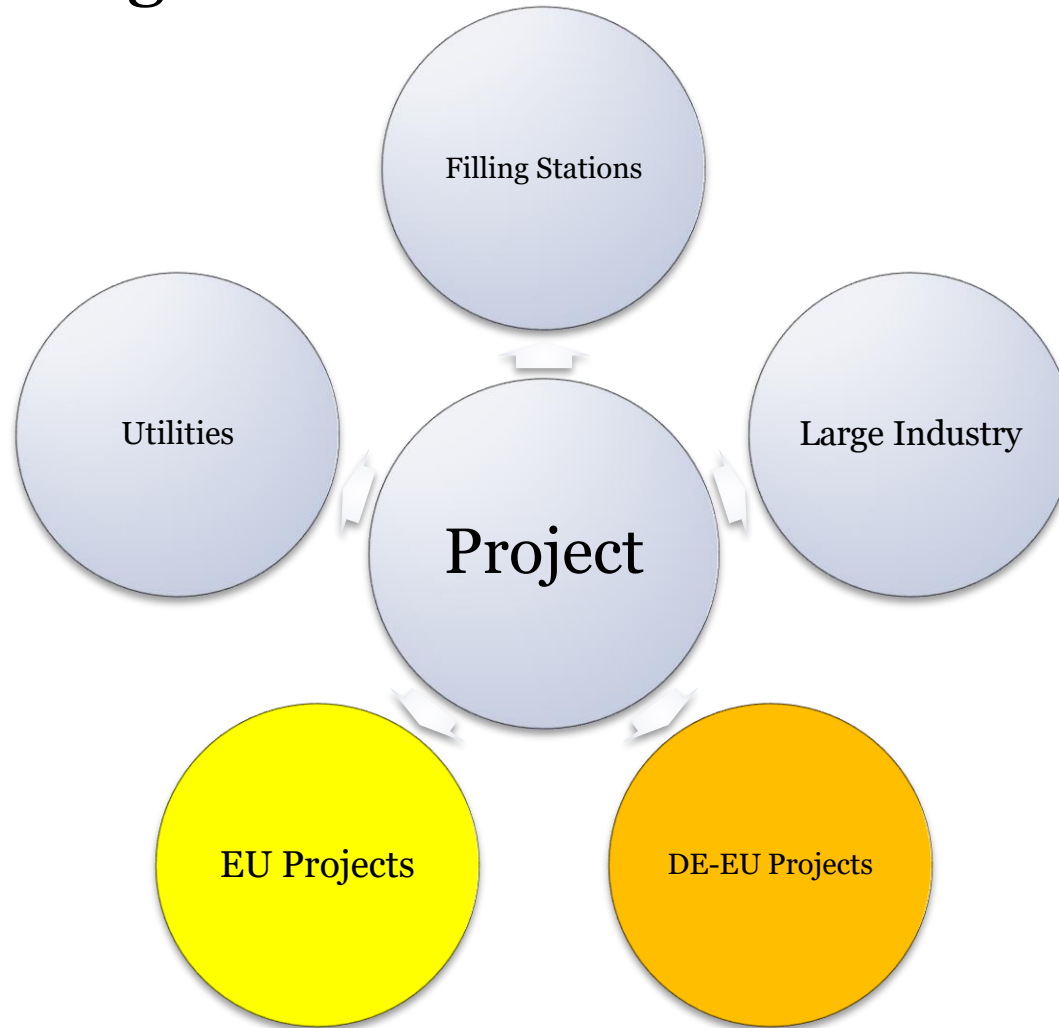 Filling Stations
Utilities
Large Industry
Project
EU Projects
DE-EU Projects